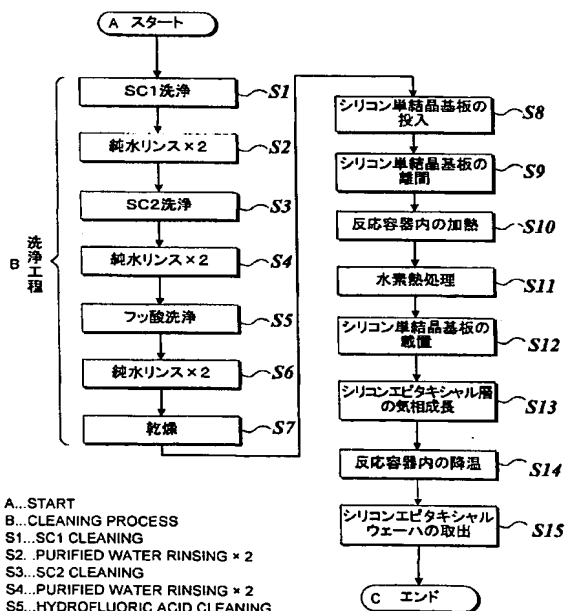 A スタート
B 洗浄工程
SC1洗浄 S1
純水リンス×2 S2
SC2洗浄 S3
純水リンス×2 S4
フッ酸洗浄 S5
純水リンス×2 S6
乾燥 S7
シリコン単結晶基板の
投入 S8
シリコン単結晶基板の
離間 S9
反応容器内の加熱 S10
水素熱処理 S11
シリコン単結晶基板の
載置 S12
シリコンエピタキシャル層
の気相成長 S13
反応容器内の降温 S14
シリコンエピタキシャル
ウェーハの取出 S15
C エンド
A...START
B...CLEANING PROCESS
S1...SC1 CLEANING
S2...PURIFIED WATER RINSING × 2
S3...SC2 CLEANING
S4...PURIFIED WATER RINSING × 2
S5...HYDROFLUORIC ACID CLEANING